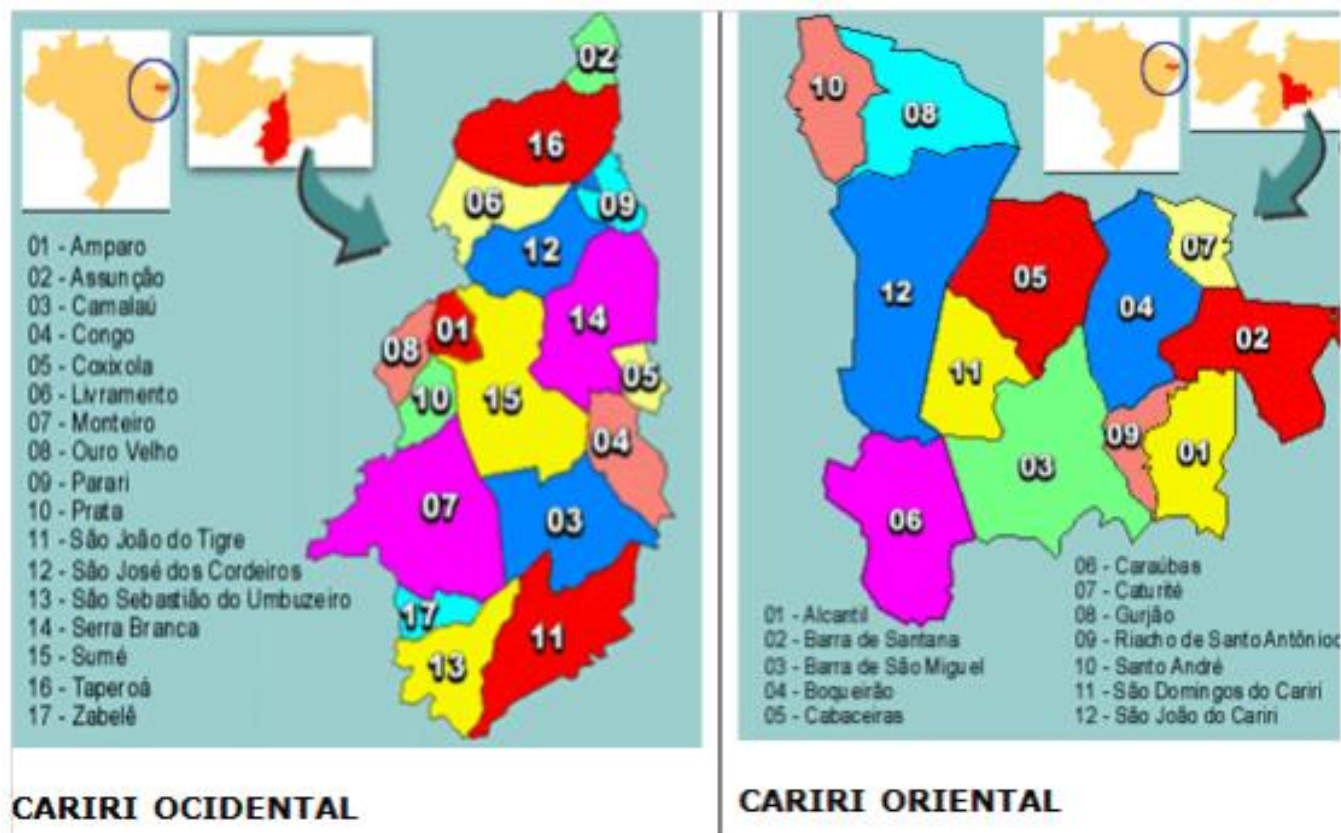 02
16
06
09
12
01
14
08
05
10
15
04
07
03
17
11
13
01 - Amparo
02 - Assunção
03 - Camalaú
04 - Congo
05 - Coxixola
06 - Livramento
07 - Monteiro
08 - Ouro Velho
09 - Parari
10 - Prata
11 - São João do Tigre
12 - São José dos Cordeiros
13 - São Sebastião do Umbuzeiro
14 - Serra Branca
15 - Sumé
16 - Taperoá
17 - Zabelê
CARIRI OCIDENTAL
10
08
07
05
12
04
02
11
09
01
03
06
01 - Alcantil
02 - Barra de Santana
03 - Barra de São Miguel
04 - Boqueirão
05 - Cabaceiras
06 - Caraúbas
07 - Caturité
08 - Gurjão
09 - Riacho de Santo Antônio
10 - Santo André
11 - São Domingos do Cariri
12 - São João do Cariri
CARIRI ORIENTAL